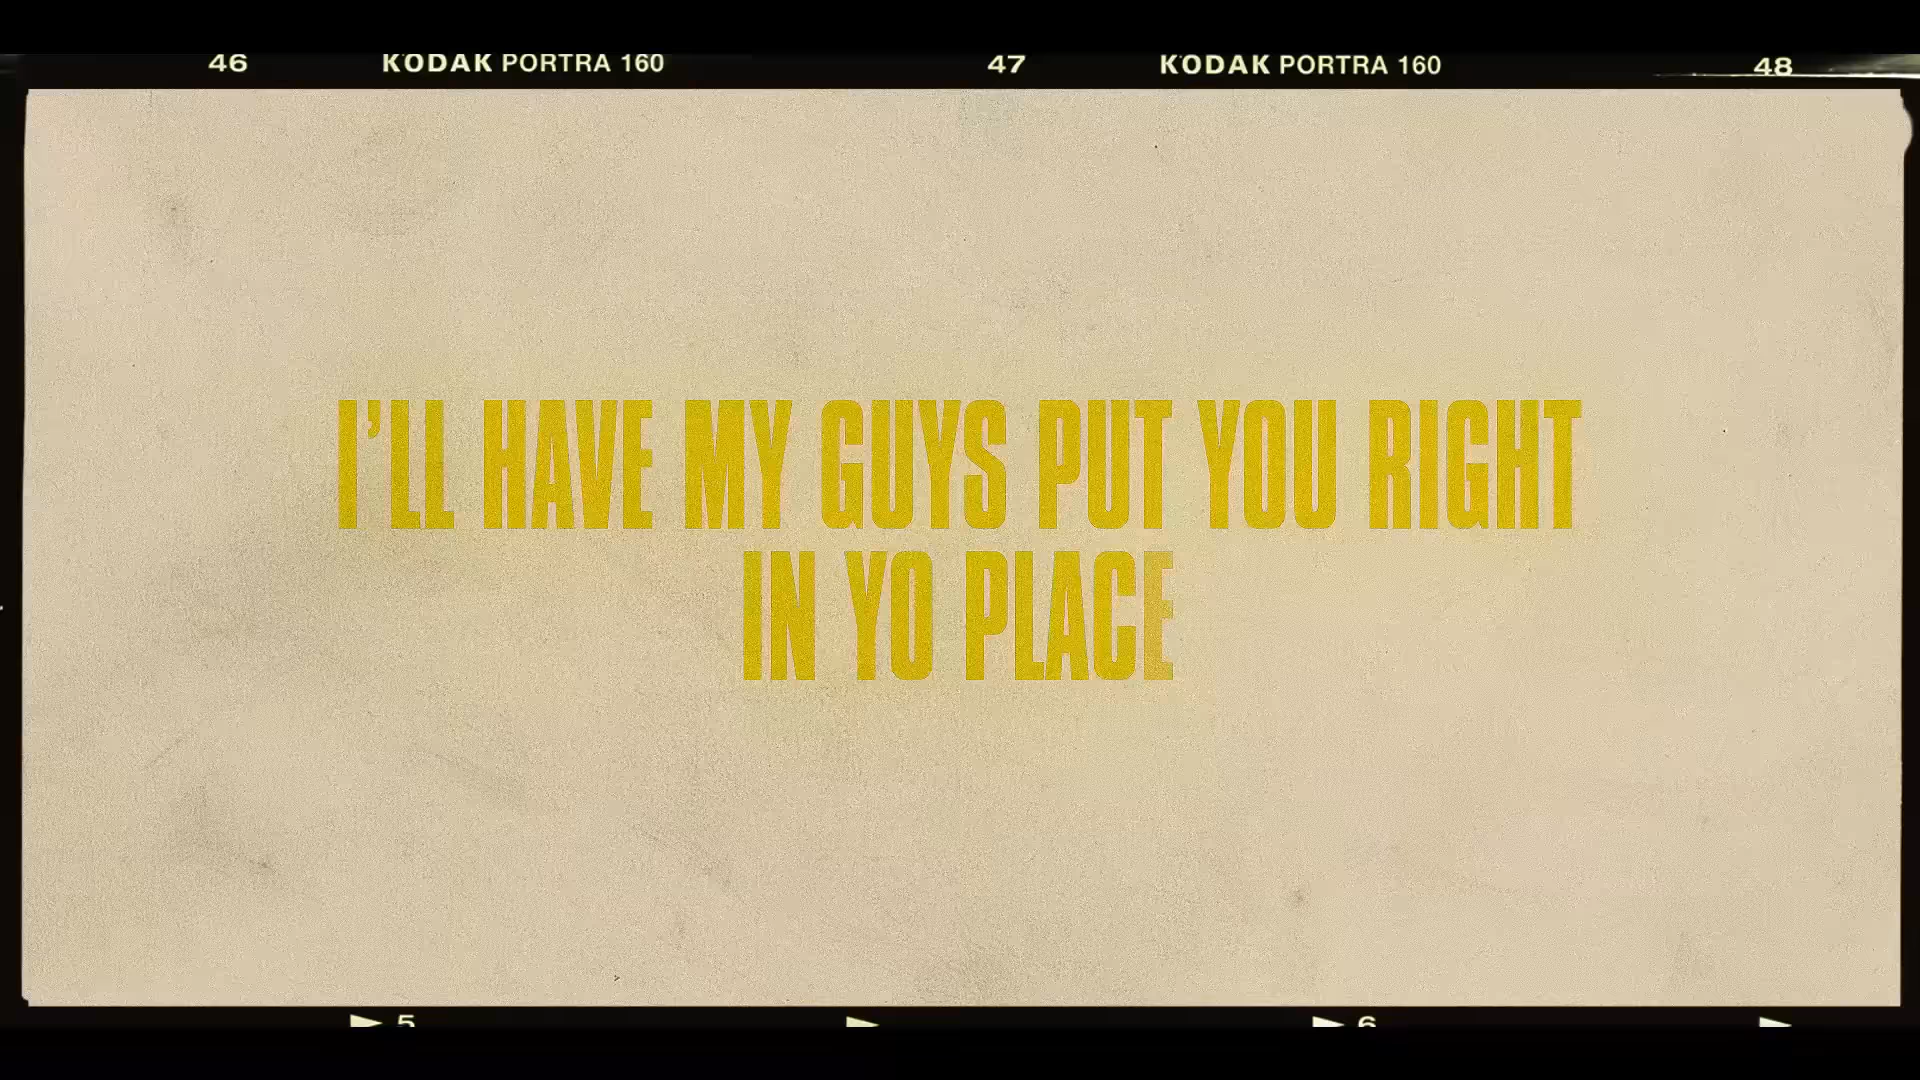 46 KODAK PORTRA 160 47 KODAK PORTRA 160 48
I'LL HAVE MY GUYS PUT YOU RIGHT
IN YO PLACE
5 6